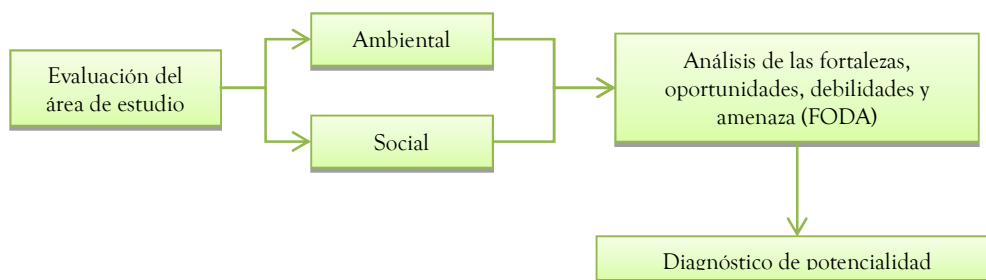 Evaluación del
área de estudio
Ambiental
Social
Análisis de las fortalezas,
oportunidades, debilidades y
amenaza (FODA)
Diagnóstico de potencialidad